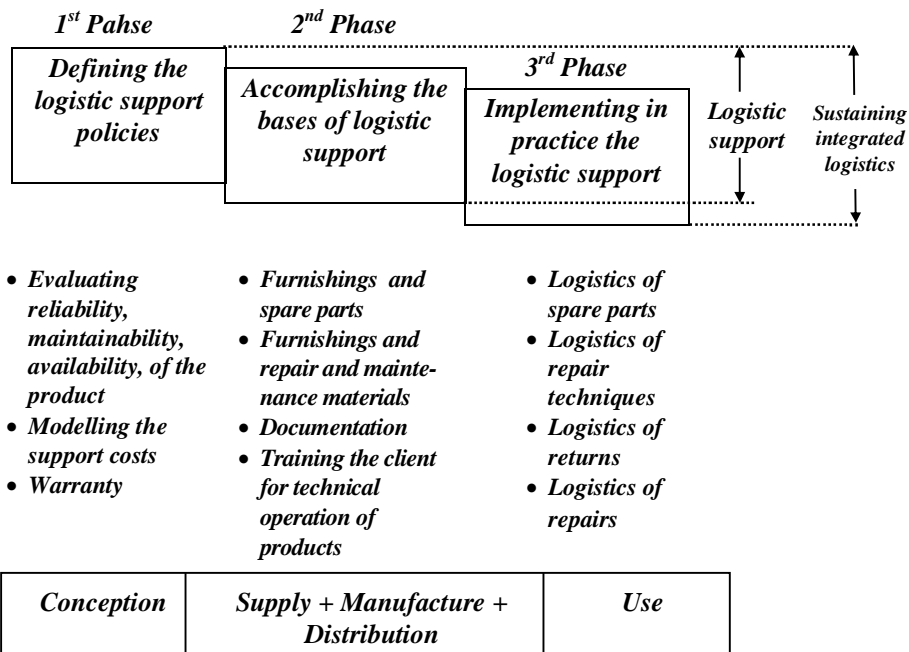 1st Pahse
Defining the
logistic support
policies
2nd Phase
Accomplishing the
bases of logistic
support
3rd Phase
Implementing in
practice the
logistic support
Logistic
support
Sustaining
integrated
logistics
• Evaluating
reliability,
maintainability,
availability, of the
product
• Modelling the
support costs
• Warranty
• Furnishings and
spare parts
• Furnishings and
repair and mainte-
nance materials
• Documentation
• Training the client
for technical
operation of
products
• Logistics of
spare parts
• Logistics of
repair
techniques
• Logistics of
returns
• Logistics of
repairs
Conception
Supply + Manufacture +
Distribution
Use